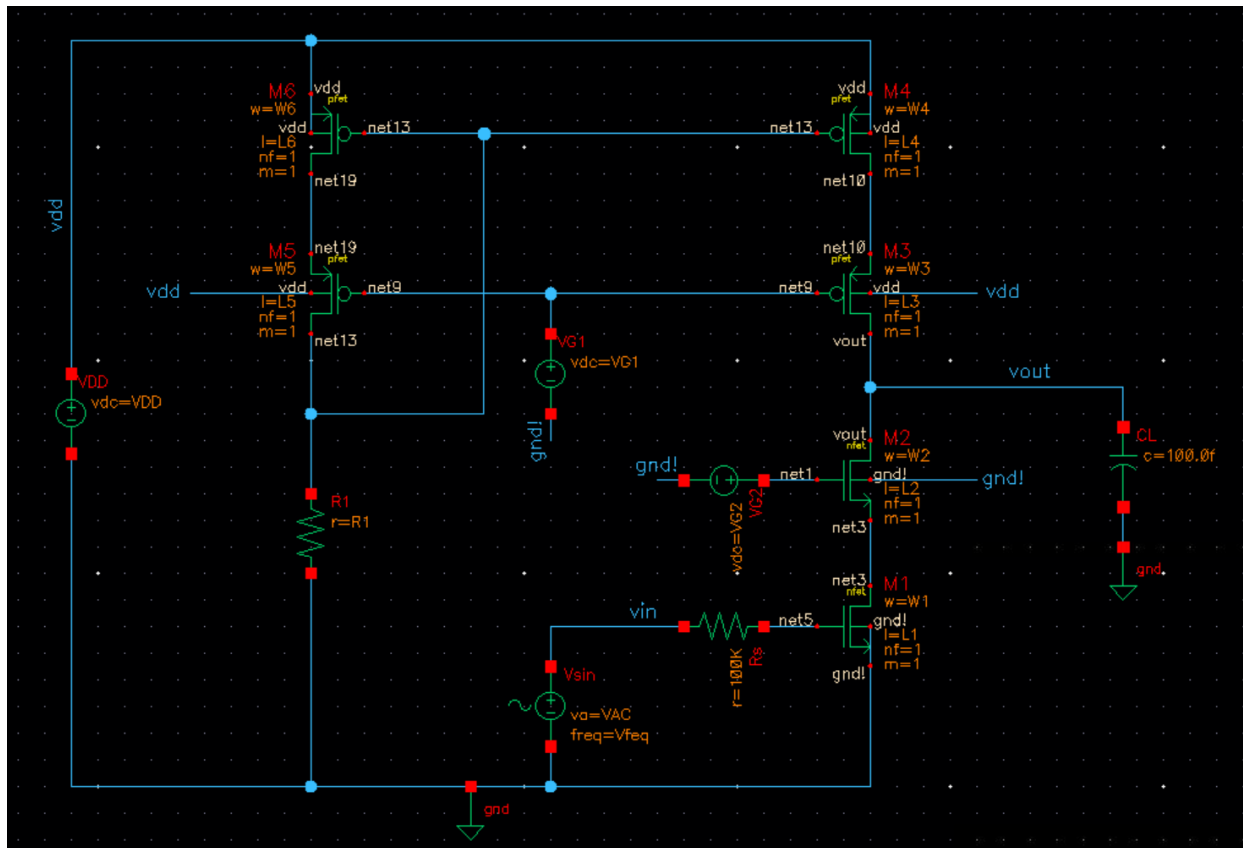 M6
vdd
pfet
w=W6
vdd
net13
l=L6
nf=1
m=1
net19
vdd
M4
pfet
w=W4
net13
vdd
l=L4
nf=1
m=1
net10
vdd
M5
net19
pfet
w=W5
vdd
vdd
net9
l=L5
nf=1
m=1
net13
net10
M3
pfet
w=W3
net9
vdd
vdd
l=L3
nf=1
m=1
vout
VG1
vdc=VG1
gnd!
VDD
vdc=VDD
vout
vout
M2
nfet
w=W2
gnd!
net1
gnd!
gnd!
l=L2
nf=1
m=1
net3
VG2
vdc=VG2
CL
c=100.0f
gnd
R1
r=R1
net3
M1
nfet
w=W1
vin
net5
gnd!
l=L1
nf=1
m=1
gnd!
Rs
r=100K
Vsin
va=VAC
freq=Vfeq
gnd